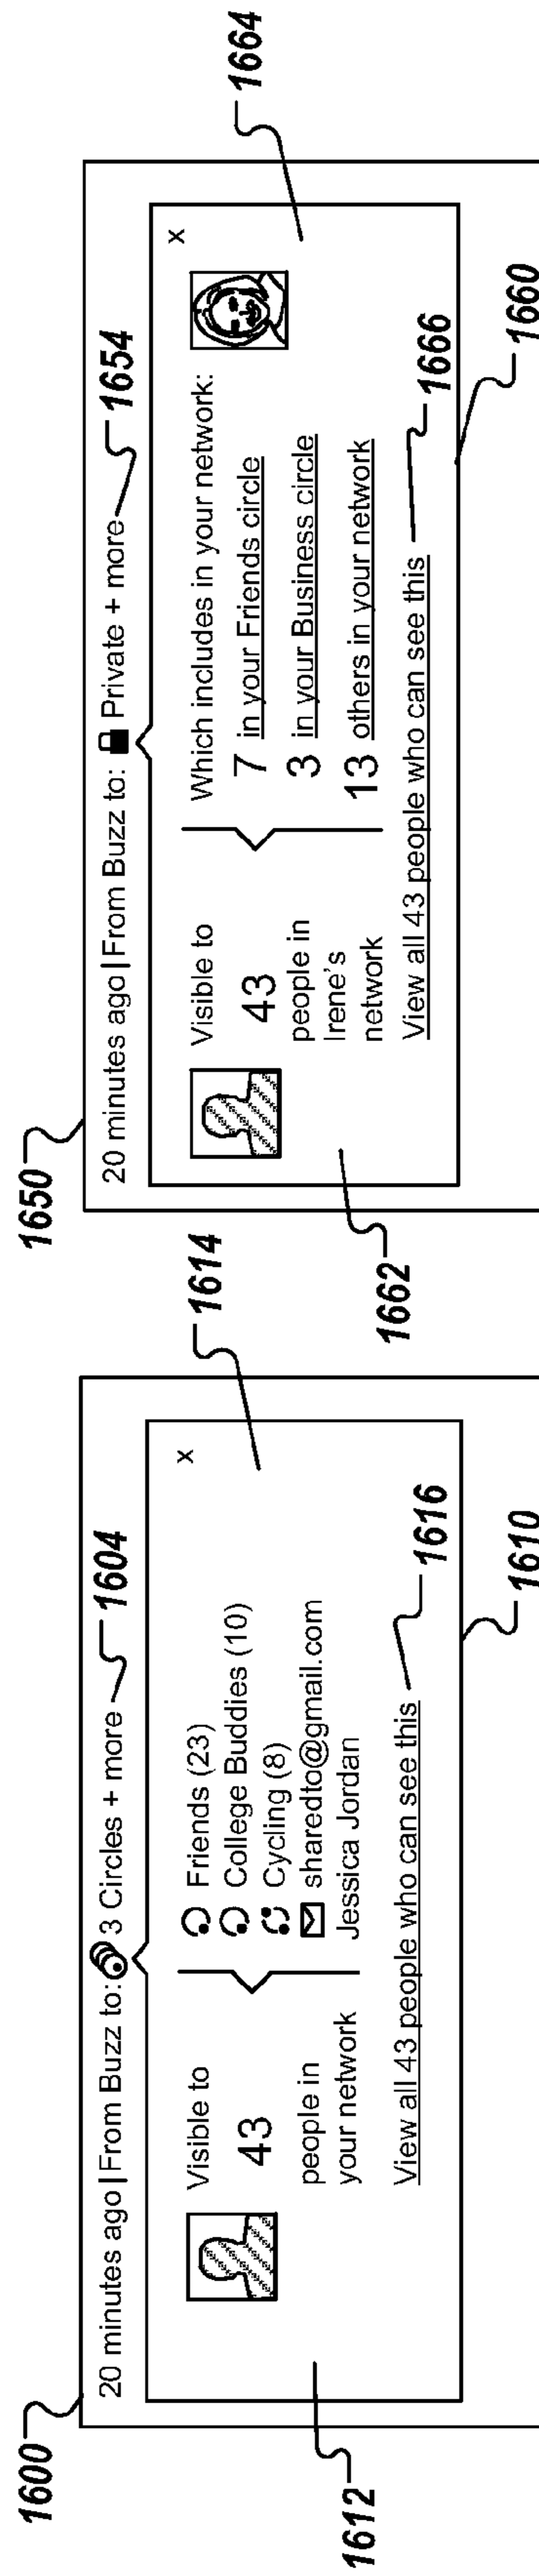 1600
20 minutes ago | From Buzz to: 3 Circles + more
1604
x
Visible to
43
people in
your network
Friends (23)
College Buddies (10)
Cycling (8)
sharedto@gmail.com
Jessica Jordan
View all 43 people who can see this
1612
1614
1616
1610
1650
20 minutes ago | From Buzz to: Private + more
1654
x
Visible to
43
people in
Irene's
network
Which includes in your network:
7 in your Friends circle
3 in your Business circle
13 others in your network
View all 43 people who can see this
1662
1664
1666
1660